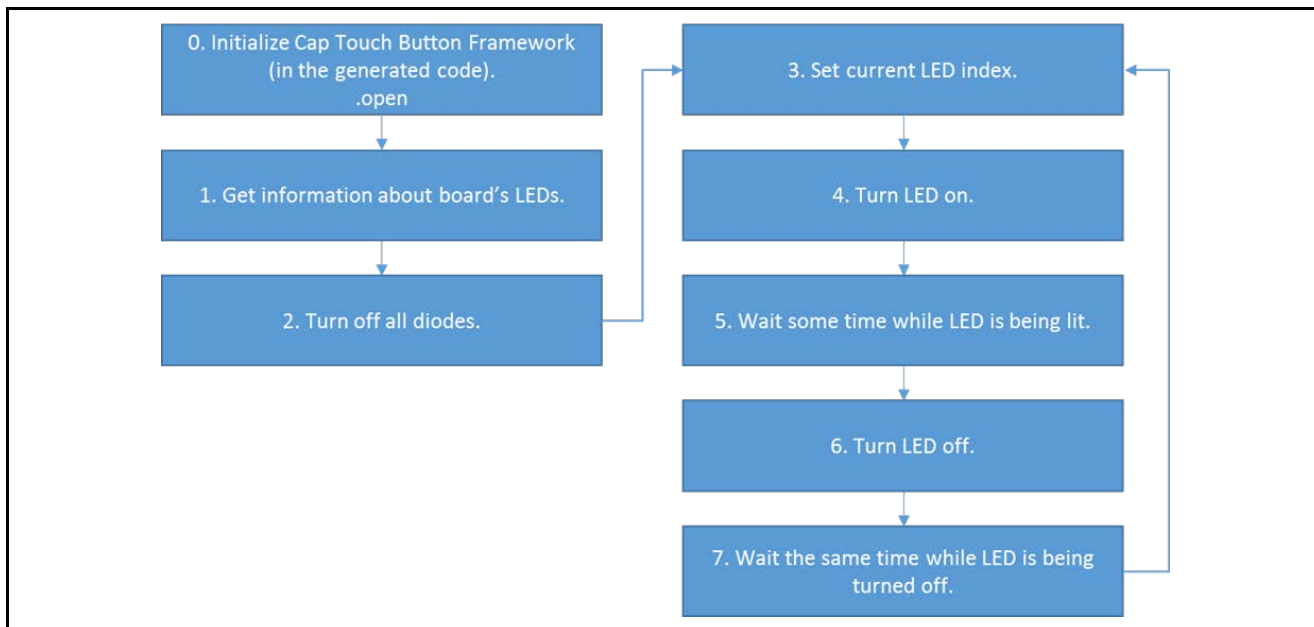 0. Initialize Cap Touch Button Framework
(in the generated code).
.open
1. Get information about board’s LEDs.
2. Turn off all diodes.
3. Set current LED index.
4. Turn LED on.
5. Wait some time while LED is being lit.
6. Turn LED off.
7. Wait the same time while LED is being
turned off.